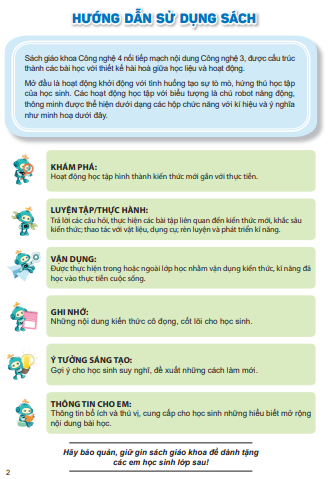 HƯỚNG DẪN SỬ DỤNG SÁCH
Sách giáo khoa Công nghệ 4 nối tiếp mạch nội dung Công nghệ 3, được cấu trúc
thành các bài học với thiết kế hài hoà giữa học liệu và hoạt động.
Mở đầu là hoạt động khởi động với tình huống tạo sự tò mò, hứng thú học tập
của học sinh. Các hoạt động học tập với biểu tượng là chú robot năng động,
thông minh được thể hiện dưới dạng các hộp chức năng với kí hiệu và ý nghĩa
như minh hoạ dưới đây.
KHÁM PHÁ:
Hoạt động học tập hình thành kiến thức mới gắn với thực tiễn.
LUYỆN TẬP/THỰC HÀNH:
Trả lời các câu hỏi, thực hiện các bài tập liên quan đến kiến thức mới, khắc sâu
kiến thức; thao tác với vật liệu, dụng cụ; rèn luyện và phát triển kĩ năng.
VẬN DỤNG:
Được thực hiện trong hoặc ngoài lớp học nhằm vận dụng kiến thức, kĩ năng đã
học vào thực tiễn cuộc sống.
GHI NHỚ:
Những nội dung kiến thức cô đọng, cốt lõi cho học sinh.
Ý TƯỞNG SÁNG TẠO:
Gợi ý cho học sinh suy nghĩ, đề xuất những cách làm mới.
THÔNG TIN CHO EM:
Thông tin bổ ích và thú vị, cung cấp cho học sinh những hiểu biết mở rộng
nội dung bài học.
Hãy bảo quản, giữ gìn sách giáo khoa để dành tặng
các em học sinh lớp sau!
2